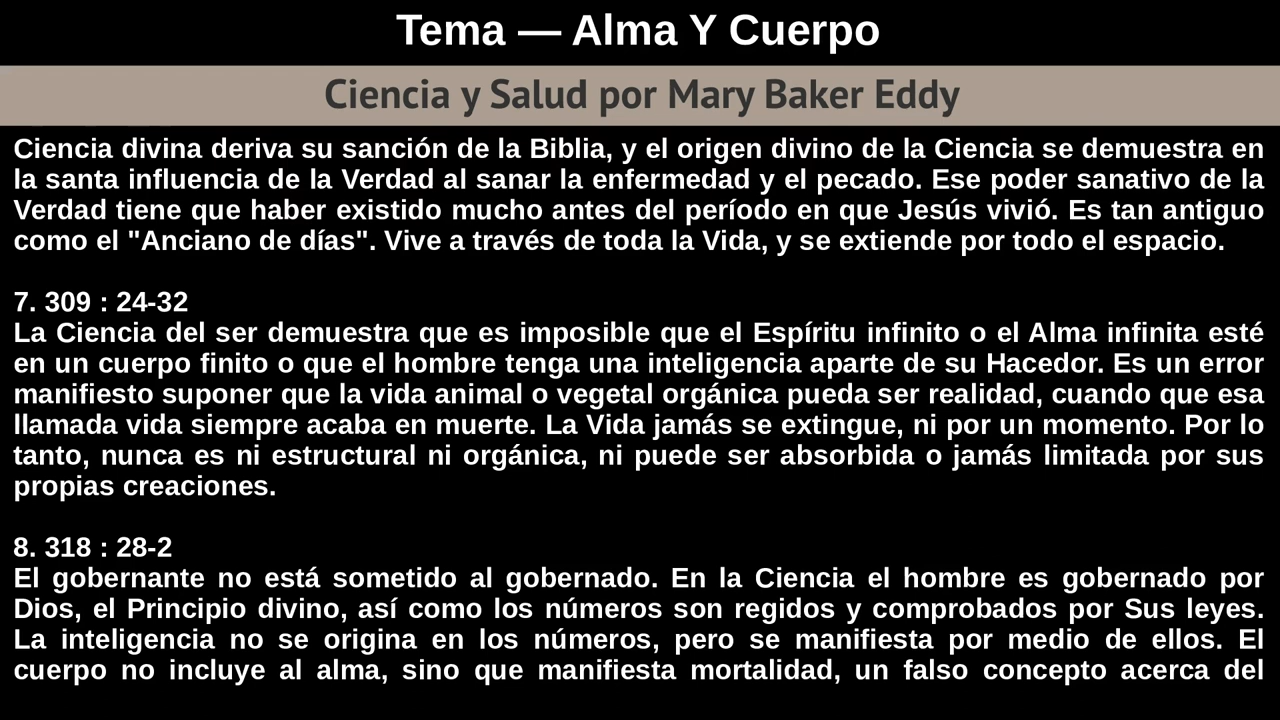 Tema — Alma Y Cuerpo
Ciencia y Salud por Mary Baker Eddy
Ciencia divina deriva su sanción de la Biblia, y el origen divino de la Ciencia se demuestra en
la santa influencia de la Verdad al sanar la enfermedad y el pecado. Ese poder sanativo de la
Verdad tiene que haber existido mucho antes del período en que Jesús vivió. Es tan antiguo
como el "Anciano de días". Vive a través de toda la Vida, y se extiende por todo el espacio.
7. 309 : 24-32
La Ciencia del ser demuestra que es imposible que el Espíritu infinito o el Alma infinita esté
en un cuerpo finito o que el hombre tenga una inteligencia aparte de su Hacedor. Es un error
manifiesto suponer que la vida animal o vegetal orgánica pueda ser realidad, cuando que esa
llamada vida siempre acaba en muerte. La Vida jamás se extingue, ni por un momento. Por lo
tanto, nunca es ni estructural ni orgánica, ni puede ser absorbida o jamás limitada por sus
propias creaciones.
8. 318 : 28-2
El gobernante no está sometido al gobernado. En la Ciencia el hombre es gobernado por
Dios, el Principio divino, así como los números son regidos y comprobados por Sus leyes.
La inteligencia no se origina en los números, pero se manifiesta por medio de ellos. El
cuerpo no incluye al alma, sino que manifiesta mortalidad, un falso concepto acerca del